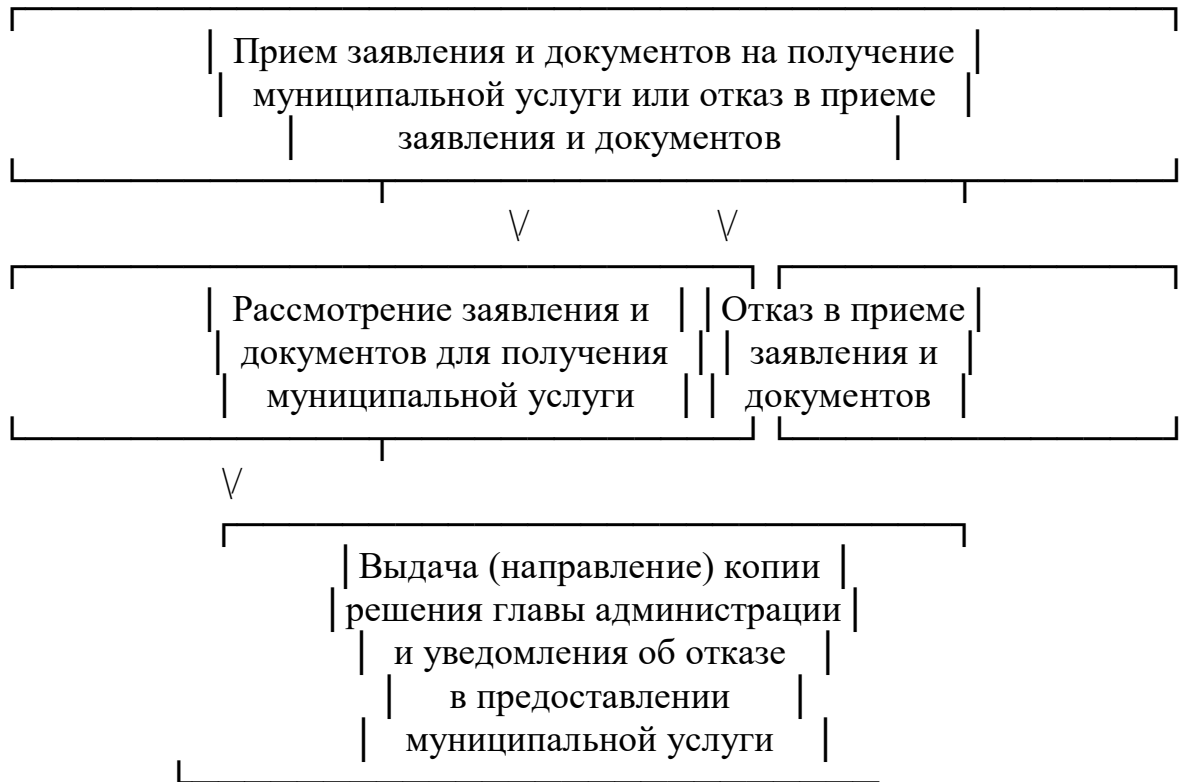 Прием заявления и документов на получение
муниципальной услуги или отказ в приеме
заявления и документов
Рассмотрение заявления и
документов для получения
муниципальной услуги
Отказ в приеме
заявления и
документов
Выдача (направление) копии
решения главы администрации
и уведомления об отказе
в предоставлении
муниципальной услуги